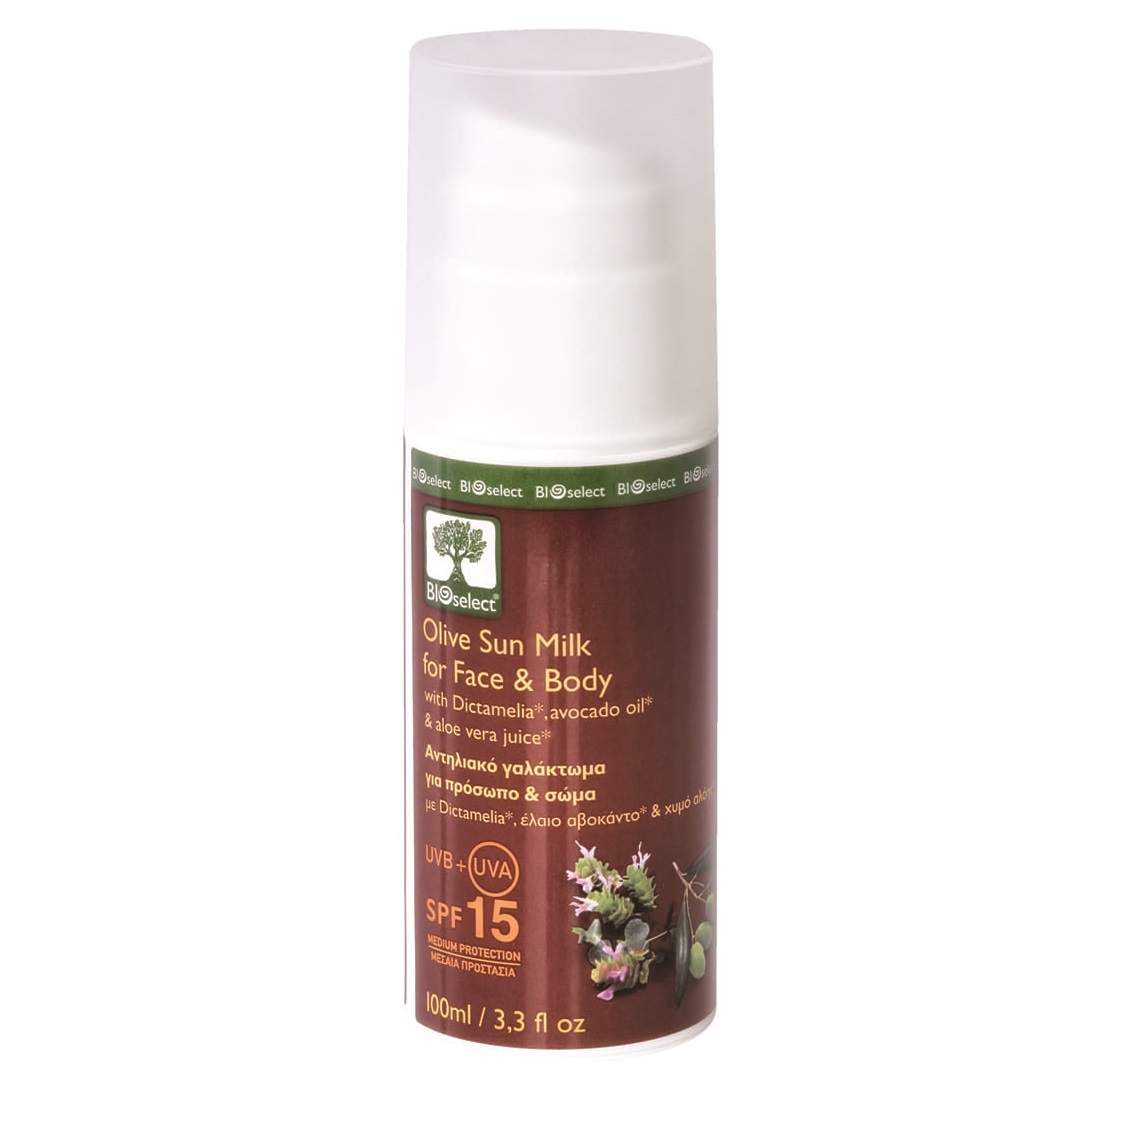 BIOselect BIOselect BIOselect BIOselect
BIOselect®
Olive Sun Milk
for Face & Body
with Dictamelia*, avocado oil*
& aloe vera juice*
Αντηλιακό γαλάκτωμα
για πρόσωπο & σώμα
με Dictamelia*, έλαιο αβοκάντο* & χυμό
UVB + UVA
SPF 15
MEDIUM PROTECTION
ΜΕΣΑΙΑ ΠΡΟΣΤΑΣΙΑ
100ml / 3,3 fl oz